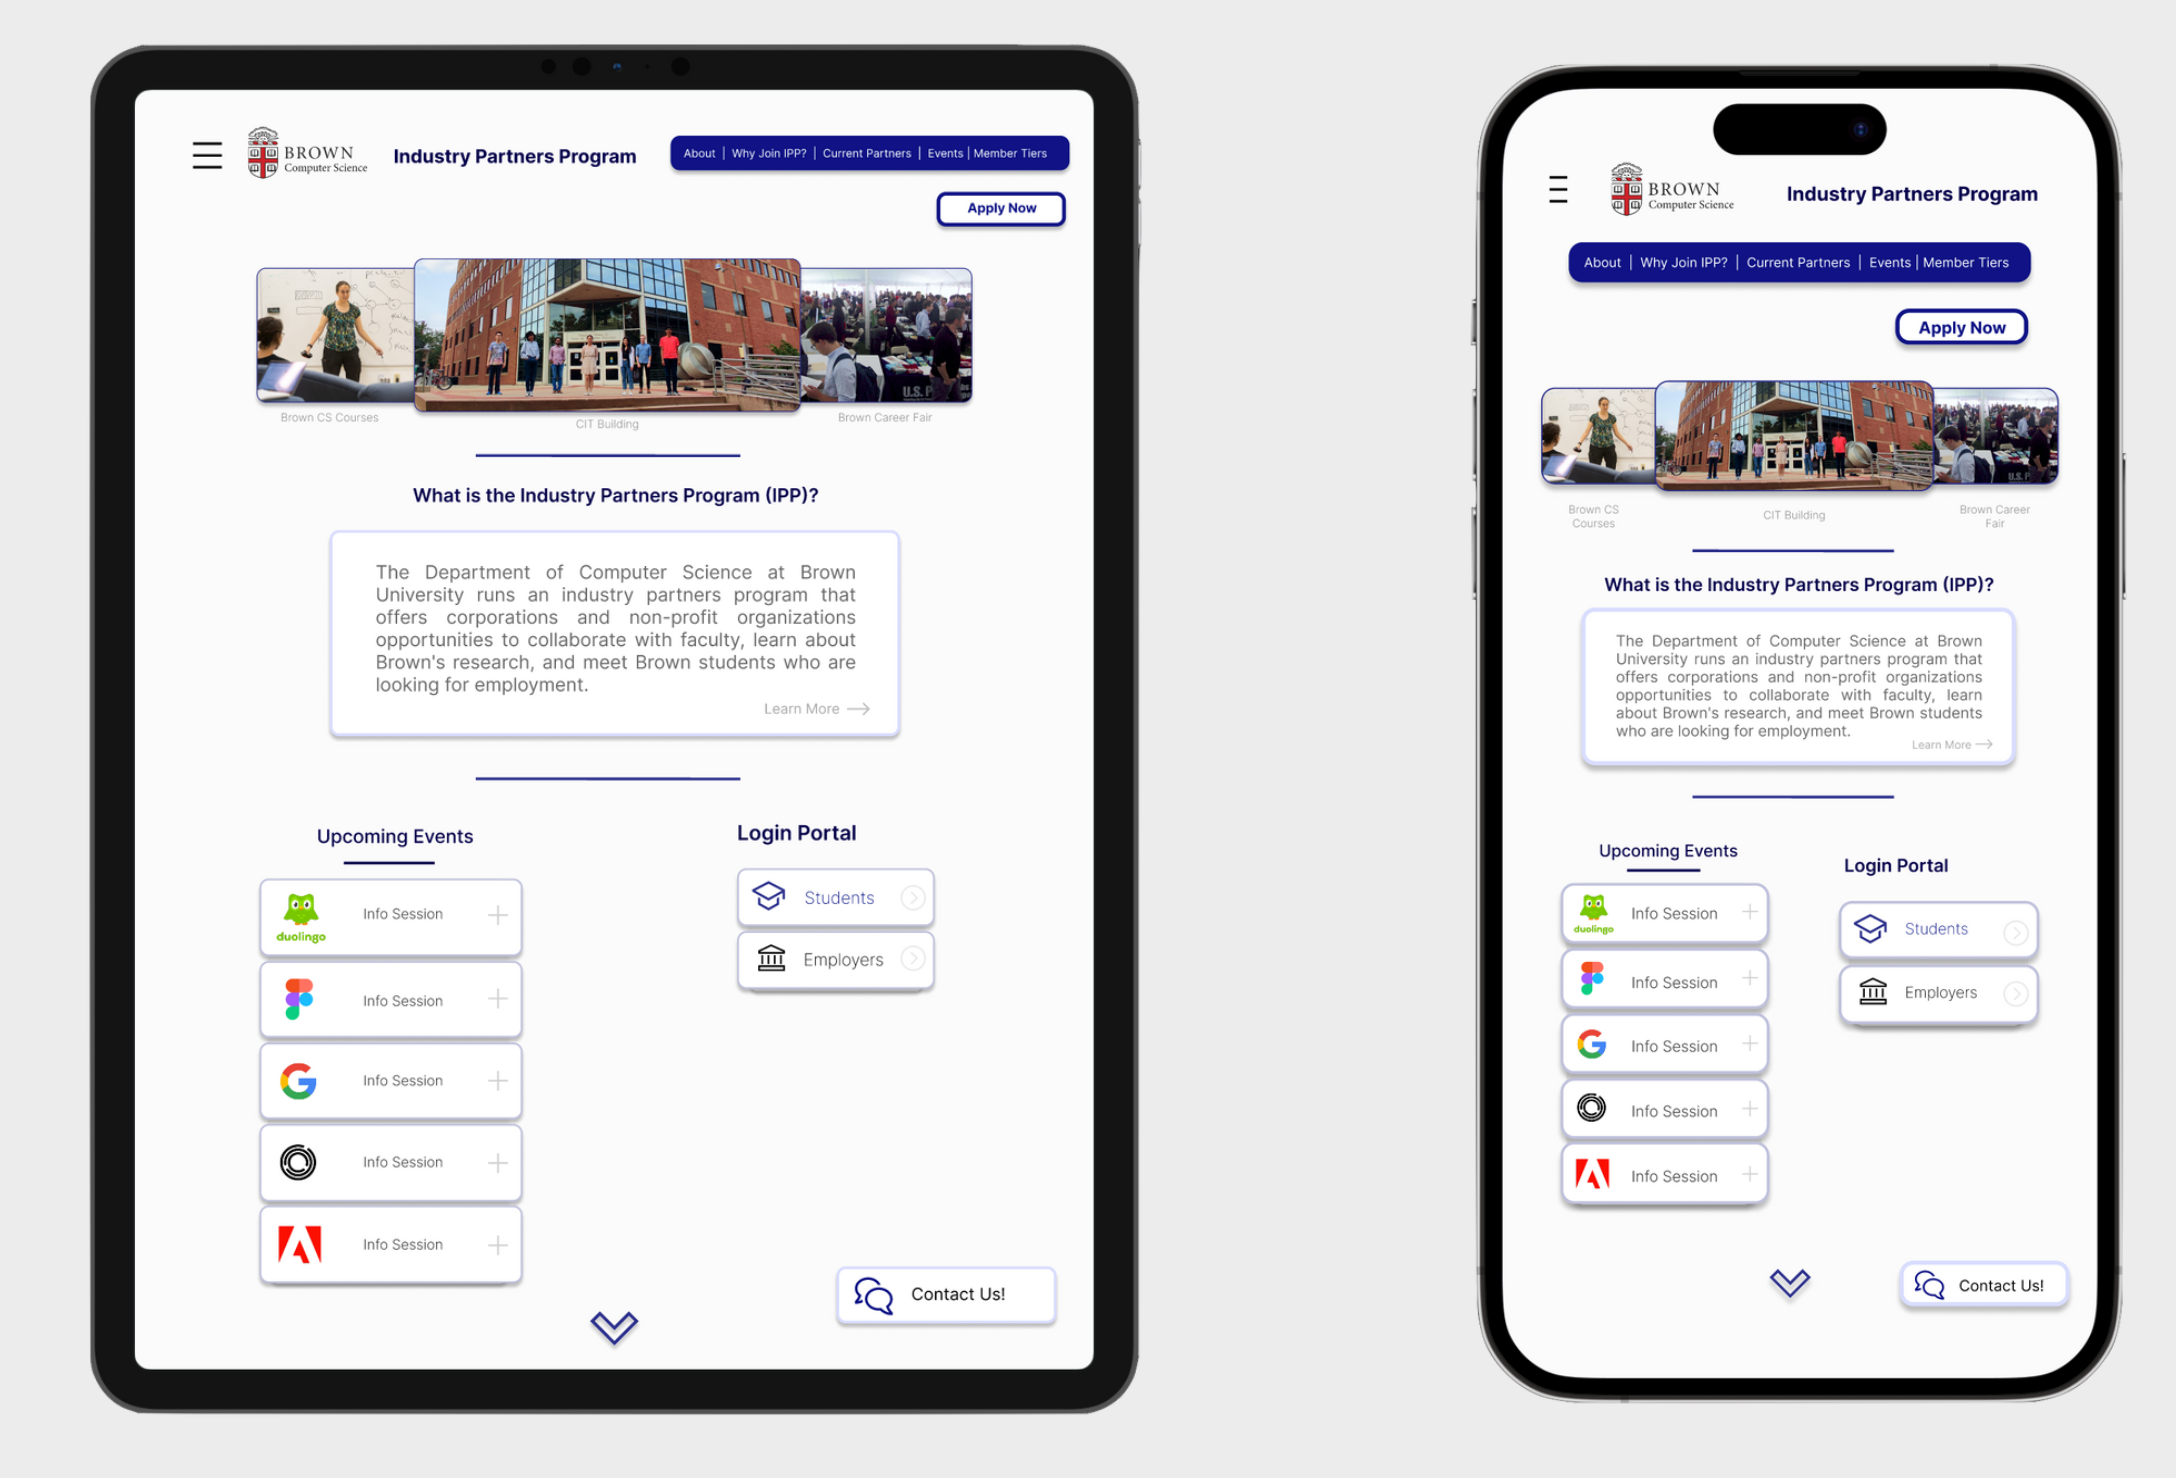 BROWN
Computer Science
Industry Partners Program
About | Why Join IPP? | Current Partners | Events | Member Tiers
Apply Now
U.S. P
Brown CS Courses
CIT Building
Brown Career Fair
What is the Industry Partners Program (IPP)?
The Department of Computer Science at Brown
University runs an industry partners program that
offers corporations and non-profit organizations
opportunities to collaborate with faculty, learn about
Brown's research, and meet Brown students who are
looking for employment.
Learn More
Upcoming Events
duolingo
Info Session
Info Session
Info Session
Info Session
Info Session
Login Portal
Students
Employers
Contact Us!
BROWN
Computer Science
Industry Partners Program
About | Why Join IPP? | Current Partners | Events | Member Tiers
Apply Now
U.S. P
Brown CS
Courses
CIT Building
Brown Career
Fair
What is the Industry Partners Program (IPP)?
The Department of Computer Science at Brown
University runs an industry partners program that
offers corporations and non-profit organizations
opportunities to collaborate with faculty, learn
about Brown's research, and meet Brown students
who are looking for employment.
Learn More
Upcoming Events
duolingo
Info Session
Info Session
Info Session
Info Session
Info Session
Login Portal
Students
Employers
Contact Us!